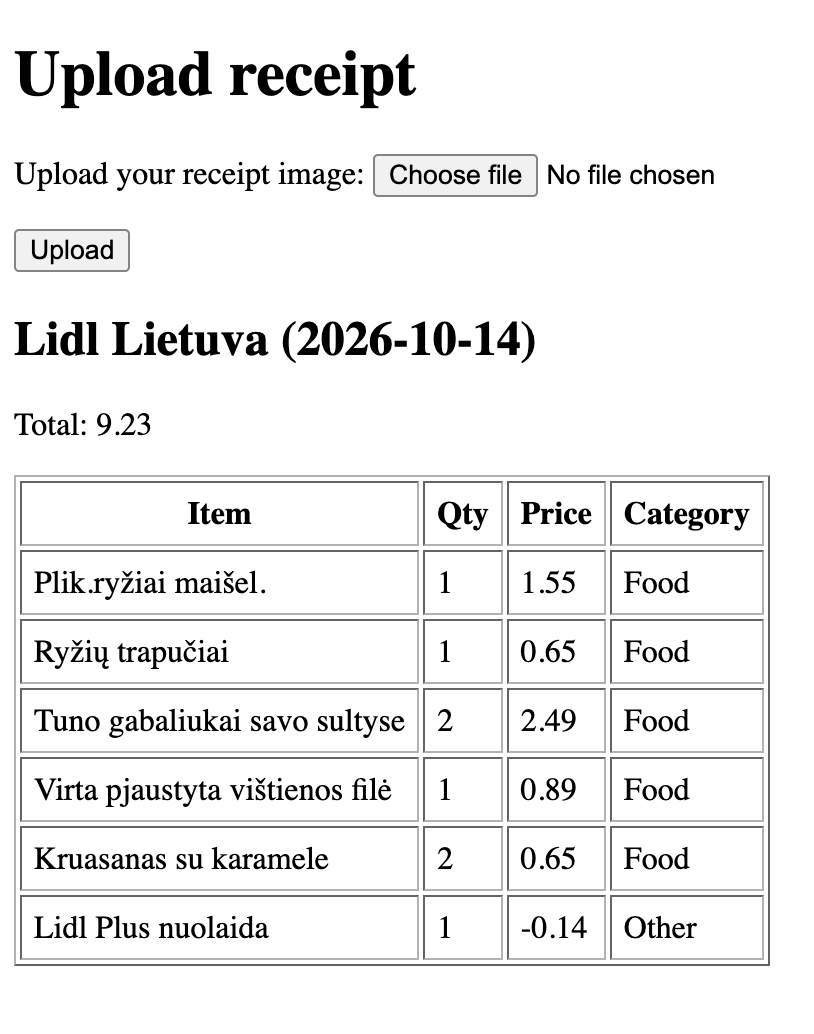 Upload receipt
Upload your receipt image: Choose file No file chosen
Upload
Lidl Lietuva (2026-10-14)
Total: 9.23
Item Qty Price Category
Plik.ryžiai maišel. 1 1.55 Food
Ryžių trapučiai 1 0.65 Food
Tuno gabaliukai savo sultyse 2 2.49 Food
Virta pjaustyta vištienos filė 1 0.89 Food
Kruasanas su karamele 2 0.65 Food
Lidl Plus nuolaida 1 -0.14 Other